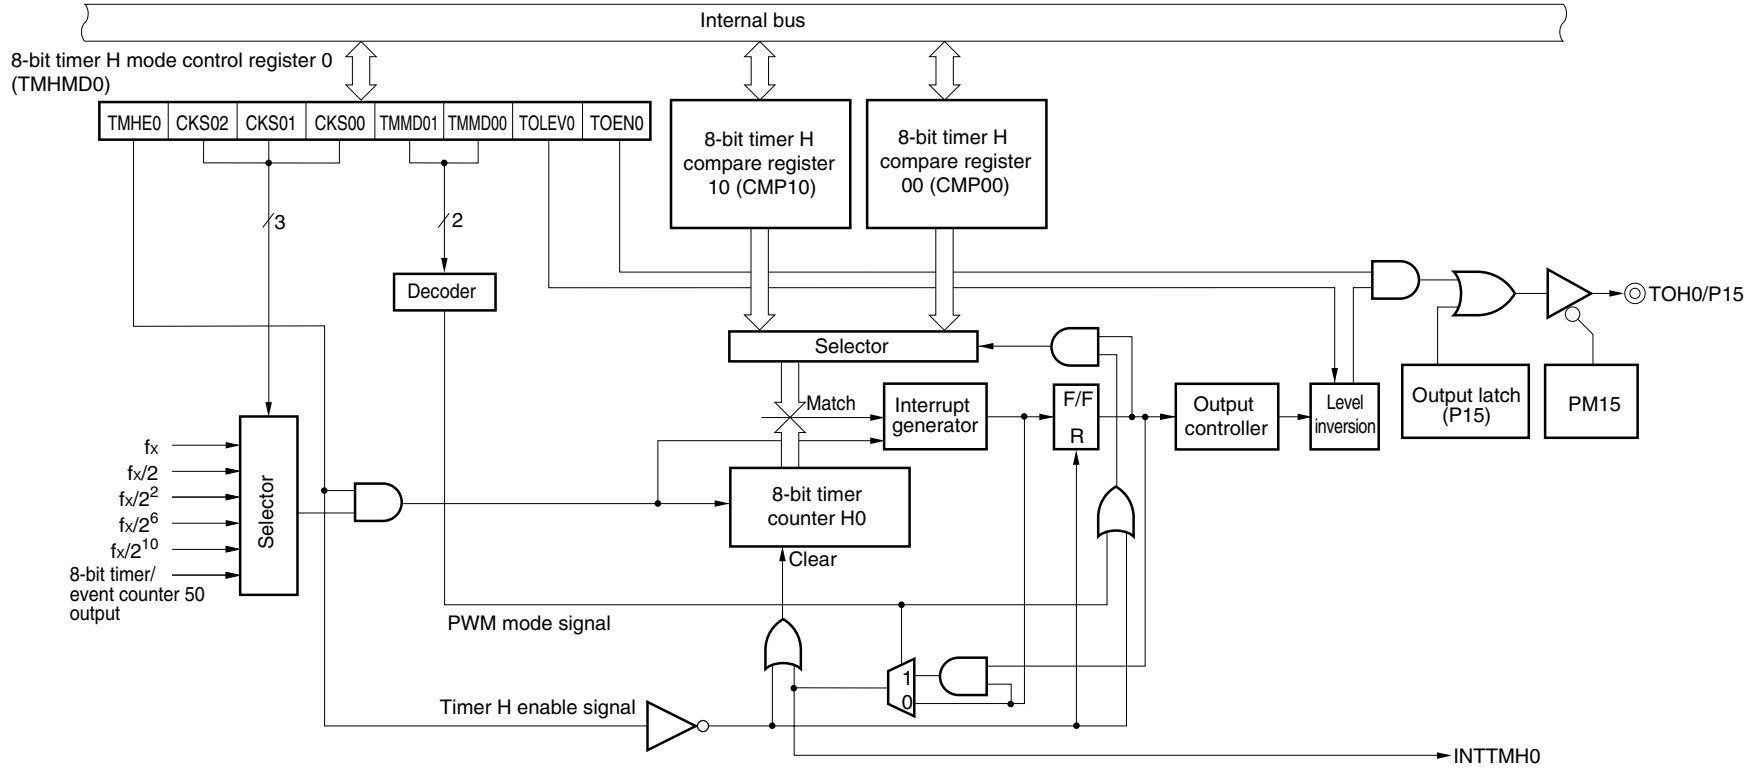 Internal bus
8-bit timer H mode control register 0
(TMHMD0)
TMHE0 CKS02 CKS01 CKS00 TMMD01 TMMD00 TOLEV0 TOEN0
8-bit timer H
compare register
10 (CMP10)
8-bit timer H
compare register
00 (CMP00)
3
2
Decoder
TOH0/P15
Selector
Match
Interrupt
generator
F/F
R
Output
controller
Level
inversion
Output latch
(P15)
PM15
fx
fx/2
fx/2²
fx/2⁶
fx/2¹⁰
8-bit timer/
event counter 50
output
Selector
8-bit timer
counter H0
Clear
PWM mode signal
1
0
Timer H enable signal
INTTMH0